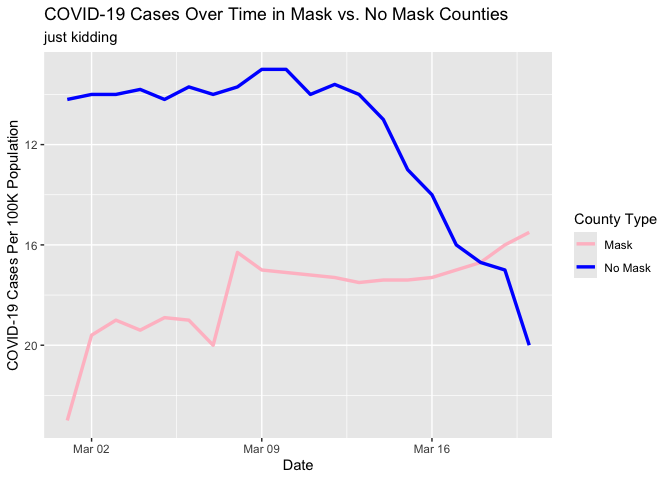 COVID-19 Cases Over Time in Mask vs. No Mask Counties
just kidding
COVID-19 Cases Per 100K Population
12
16
20
Mar 02
Mar 09
Mar 16
Date
County Type
Mask
No Mask